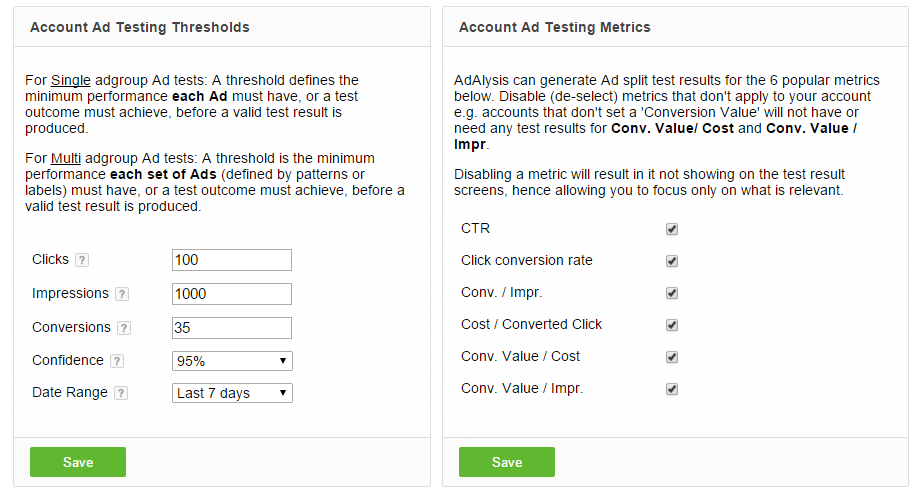 Account Ad Testing Thresholds
For Single adgroup Ad tests: A threshold defines the
minimum performance each Ad must have, or a test
outcome must achieve, before a valid test result is
produced.
For Multi adgroup Ad tests: A threshold is the minimum
performance each set of Ads (defined by patterns or
labels) must have, or a test outcome must achieve, before a
valid test result is produced.
Clicks ? 100
Impressions ? 1000
Conversions ? 35
Confidence ? 95%
Date Range ? Last 7 days
Save
Account Ad Testing Metrics
AdAlysis can generate Ad split test results for the 6 popular metrics
below. Disable (de-select) metrics that don't apply to your account
e.g. accounts that don't set a 'Conversion Value' will not have or
need any test results for Conv. Value/ Cost and Conv. Value /
Impr.
Disabling a metric will result in it not showing on the test result
screens, hence allowing you to focus only on what is relevant.
CTR
Click conversion rate
Conv. / Impr.
Cost / Converted Click
Conv. Value / Cost
Conv. Value / Impr.
Save